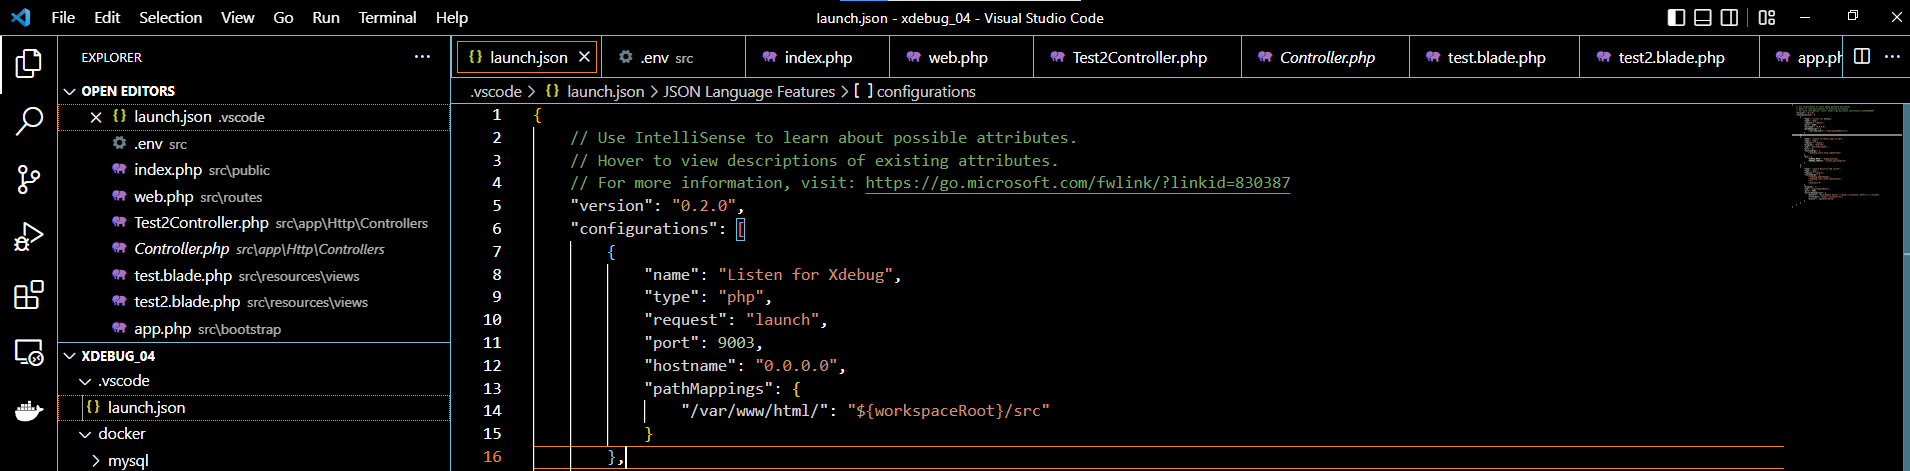 File Edit Selection View Go Run Terminal Help
launch.json - xdebug_04 - Visual Studio Code
EXPLORER
OPEN EDITORS
{} launch.json .vscode
.env src
index.php src\public
web.php src\routes
Test2Controller.php src\app\Http\Controllers
Controller.php src\app\Http\Controllers
test.blade.php src\resources\views
test2.blade.php src\resources\views
app.php src\bootstrap
XDEBUG_04
.vscode
{} launch.json
docker
mysql
{} launch.json .env src index.php web.php Test2Controller.php Controller.php test.blade.php test2.blade.php app.ph
.vscode > {} launch.json > JSON Language Features > [ ] configurations
1 {
2 // Use IntelliSense to learn about possible attributes.
3 // Hover to view descriptions of existing attributes.
4 // For more information, visit: https://go.microsoft.com/fwlink/?linkid=830387
5 "version": "0.2.0",
6 "configurations": [
7 {
8 "name": "Listen for Xdebug",
9 "type": "php",
10 "request": "launch",
11 "port": 9003,
12 "hostname": "0.0.0.0",
13 "pathMappings": {
14 "/var/www/html/": "${workspaceRoot}/src"
15 }
16 },